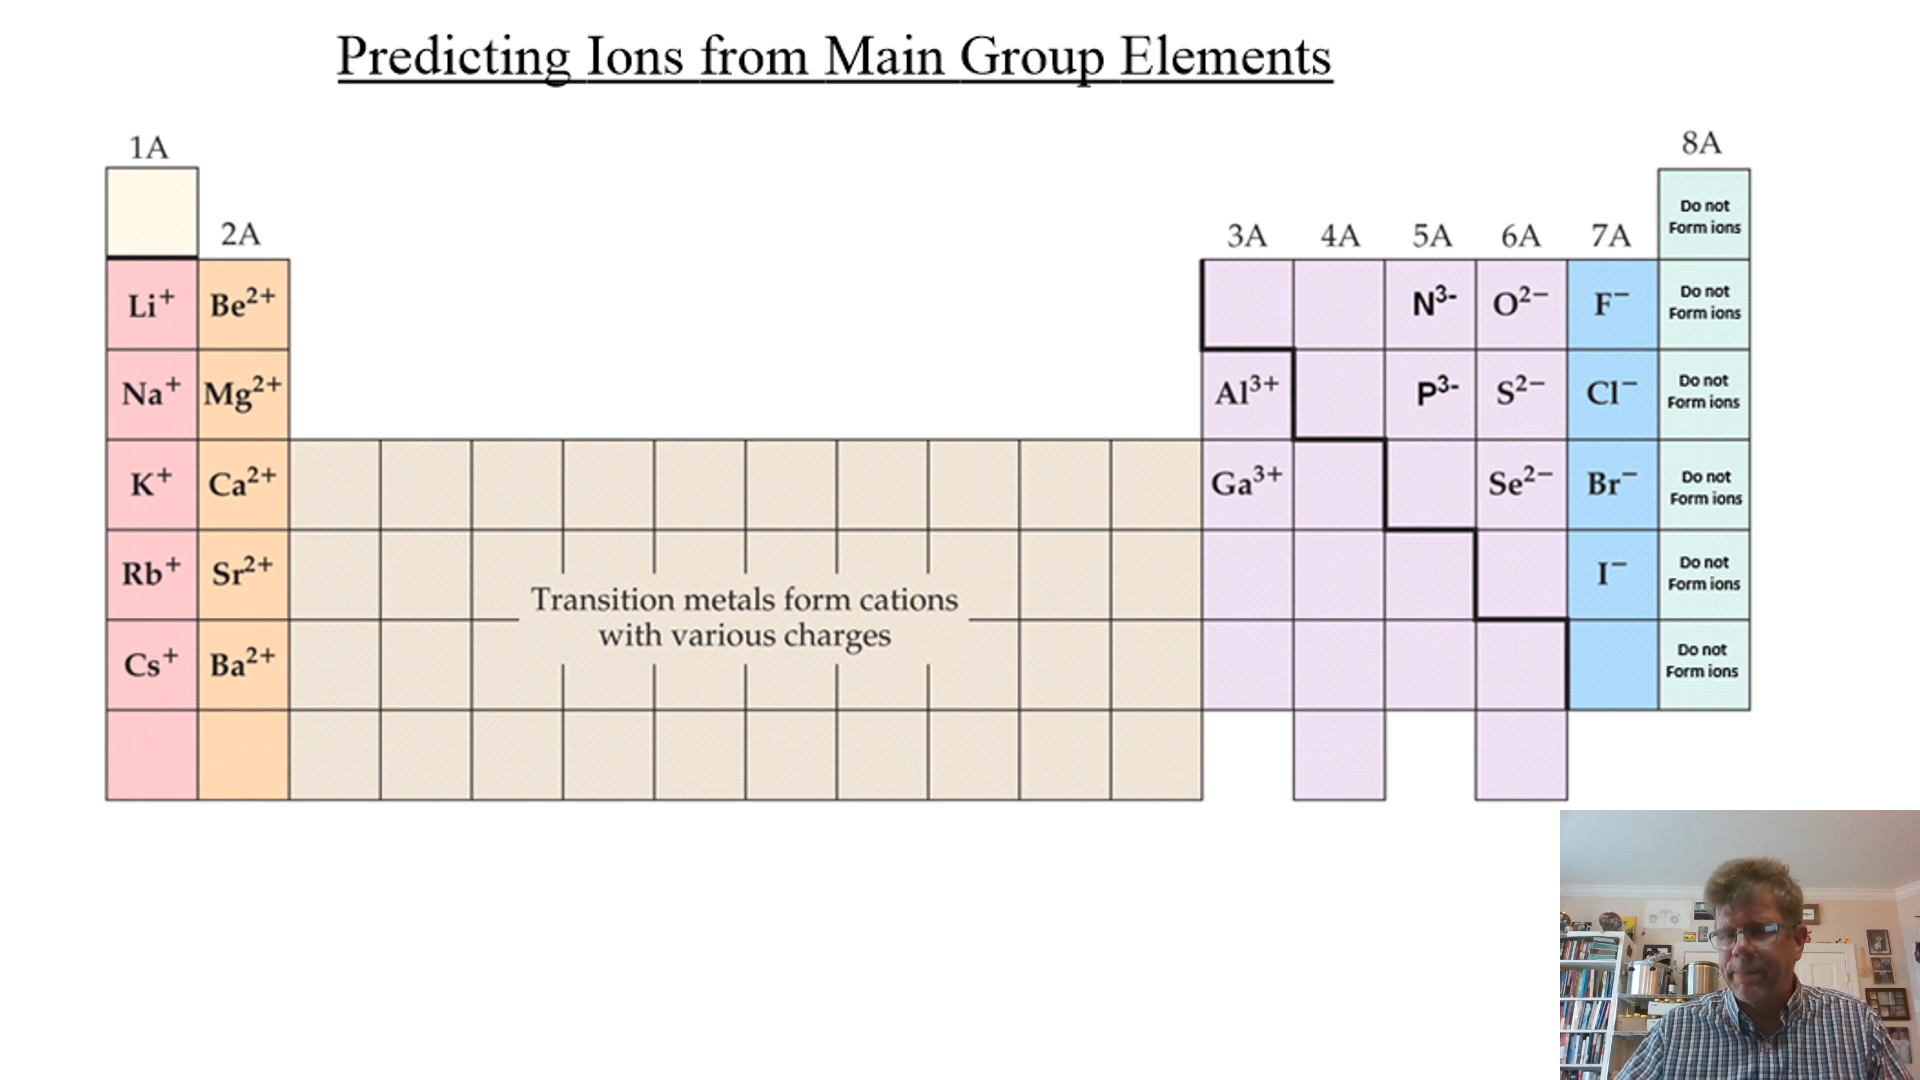 Predicting Ions from Main Group Elements
1A
8A
Do not
Form ions
2A
3A 4A 5A 6A 7A
Li⁺ Be²⁺ N³⁻ O²⁻ F⁻
Do not
Form ions
Na⁺ Mg²⁺ Al³⁺ P³⁻ S²⁻ Cl⁻
Do not
Form ions
K⁺ Ca²⁺ Ga³⁺ Se²⁻ Br⁻
Do not
Form ions
Rb⁺ Sr²⁺ I⁻
Do not
Form ions
Transition metals form cations
with various charges
Cs⁺ Ba²⁺
Do not
Form ions